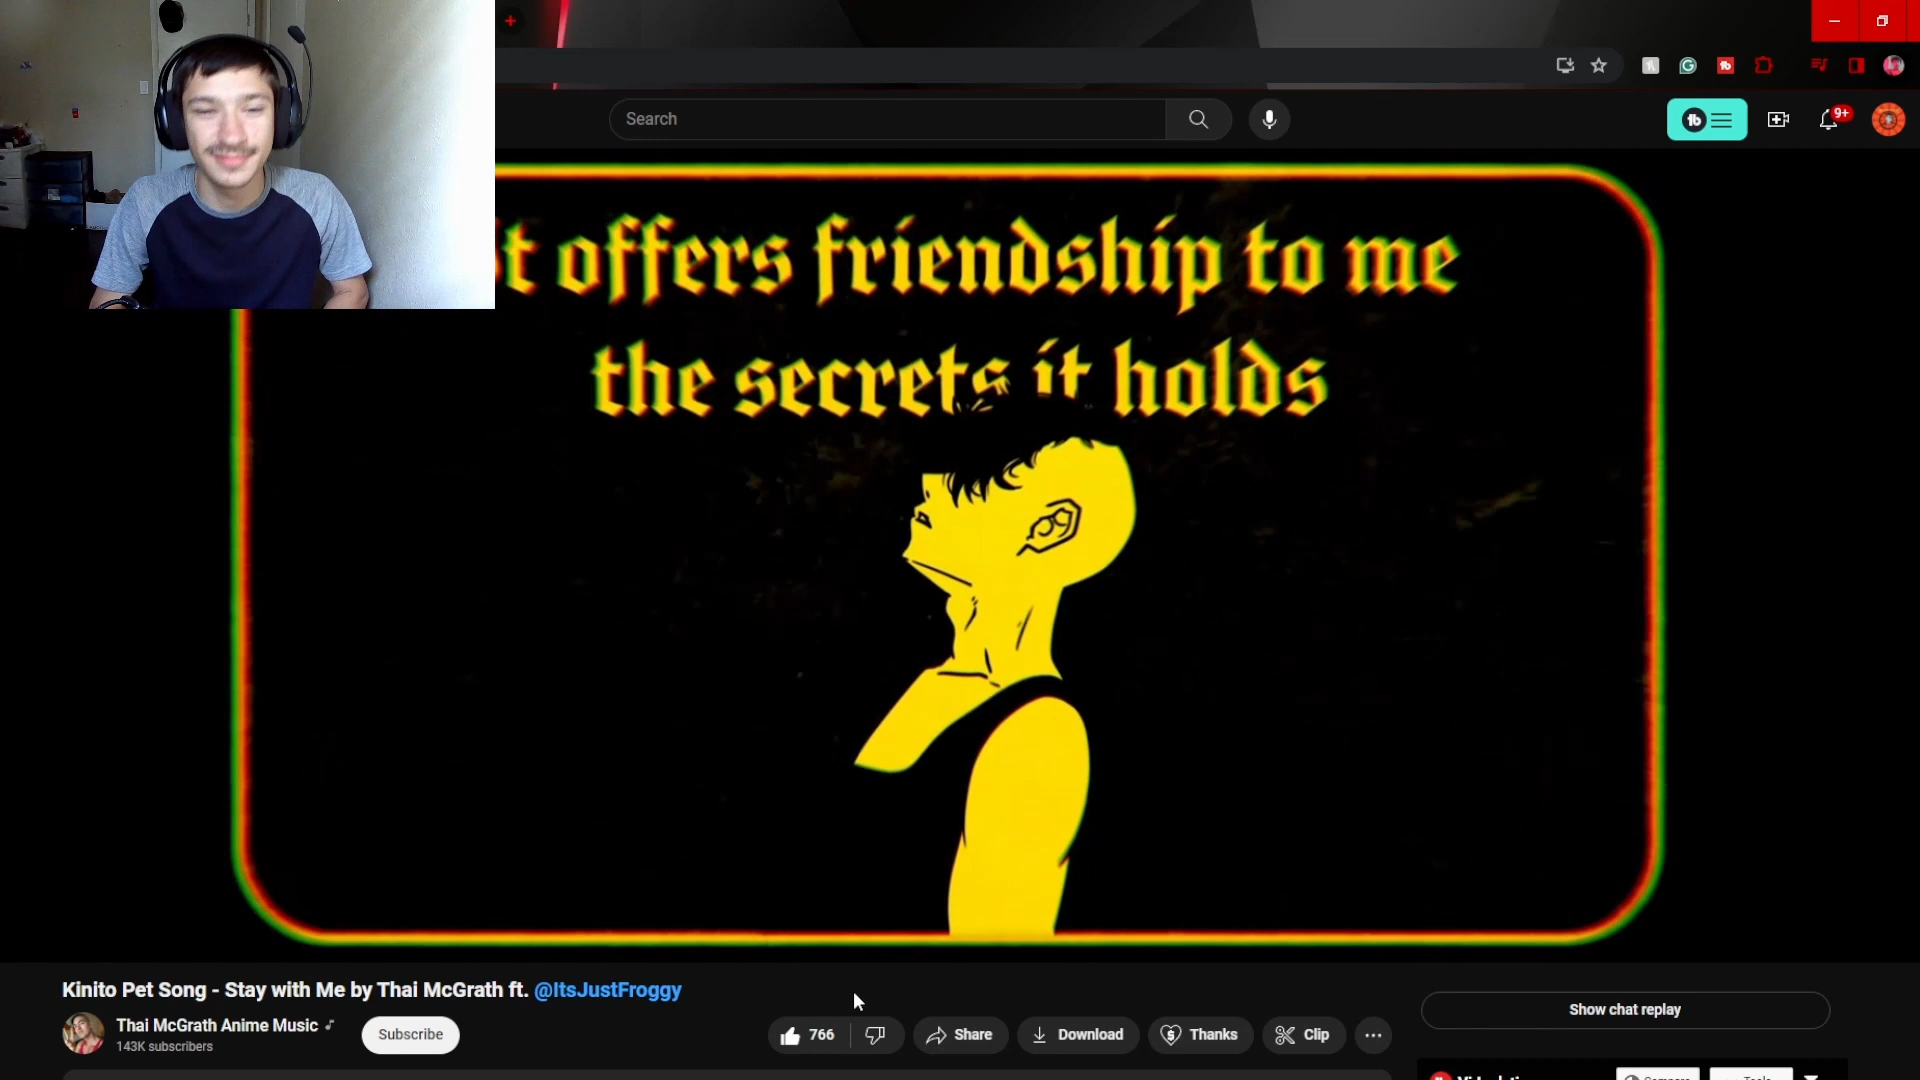 Search
9+
offers friendship to me
the secrets it holds
Kinito Pet Song - Stay with Me by Thai McGrath ft. @ItsJustFroggy
Thai McGrath Anime Music
143K subscribers
Subscribe
766
Share
Download
Thanks
Clip
Show chat replay